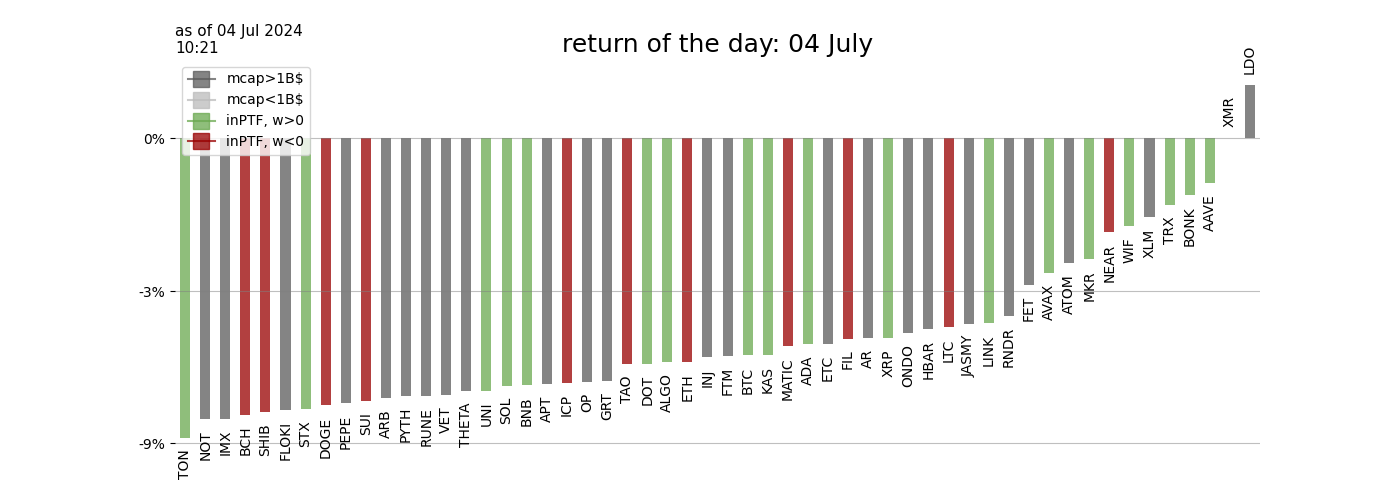 as of 04 Jul 2024
10:21
return of the day: 04 July
mcap>1B$
mcap<1B$
inPTF, w>0
inPTF, w<0
0%
-3%
-9%
TON
NOT
IMX
BCH
SHIB
FLOKI
STX
DOGE
PEPE
SUI
ARB
PYTH
RUNE
VET
THETA
UNI
SOL
BNB
APT
ICP
OP
GRT
TAO
DOT
ALGO
ETH
INJ
FTM
BTC
KAS
MATIC
ADA
ETC
FIL
AR
XRP
ONDO
HBAR
LTC
JASMY
LINK
RNDR
FET
AVAX
ATOM
MKR
NEAR
WIF
XLM
TRX
BONK
AAVE
XMR
LDO